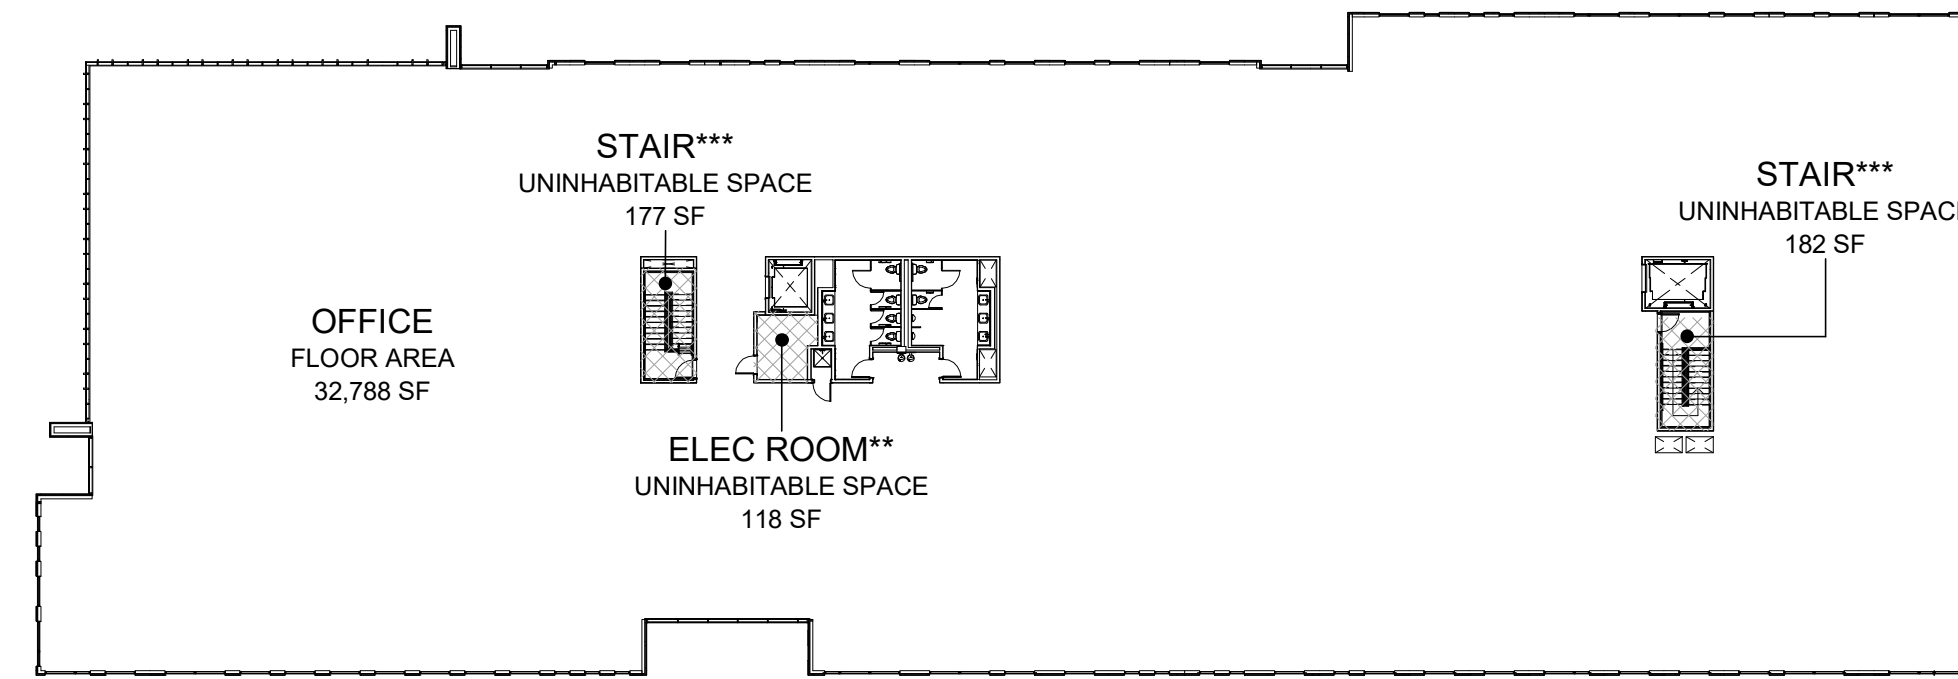 STAIR***
UNINHABITABLE SPACE
177 SF
STAIR***
UNINHABITABLE SPAC
182 SF
OFFICE
FLOOR AREA
32,788 SF
ELEC ROOM**
UNINHABITABLE SPACE
118 SF